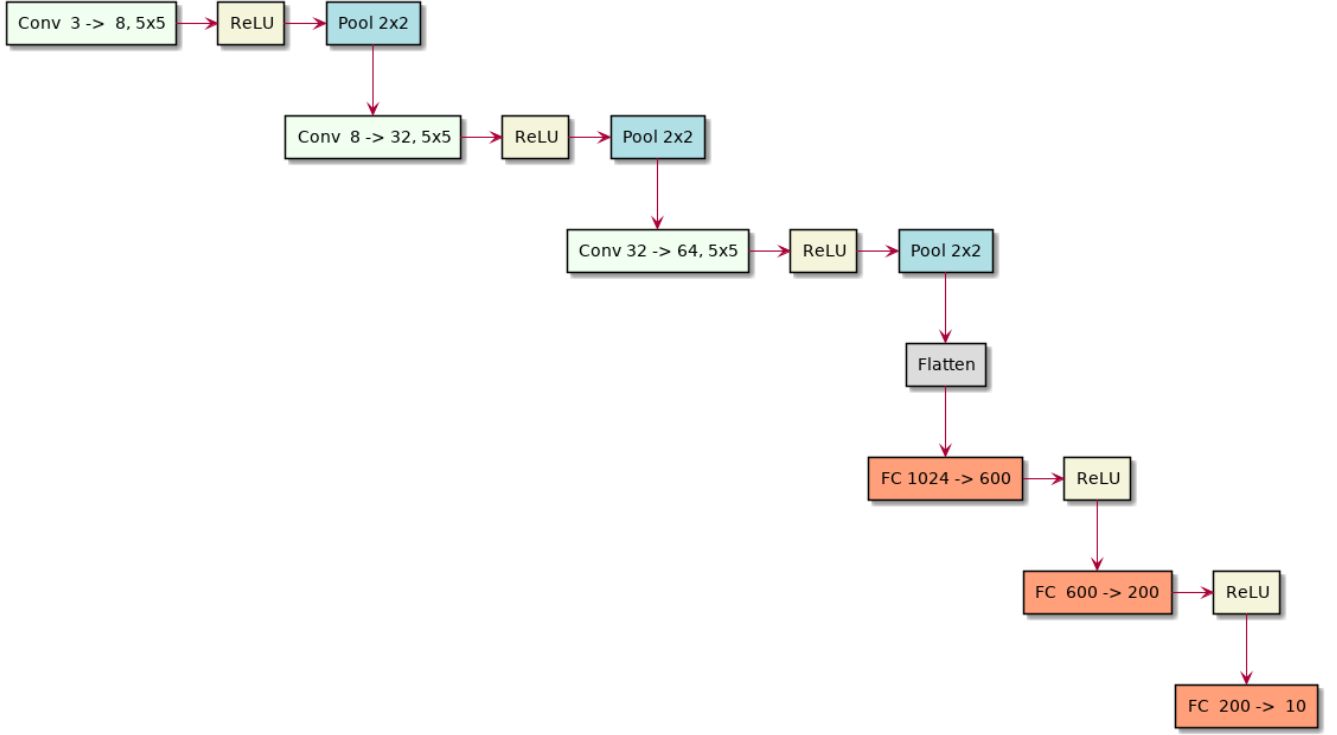 Conv  3 ->  8, 5x5
ReLU
Pool 2x2
Conv  8 -> 32, 5x5
ReLU
Pool 2x2
Conv 32 -> 64, 5x5
ReLU
Pool 2x2
Flatten
FC 1024 -> 600
ReLU
FC  600 -> 200
ReLU
FC  200 ->  10